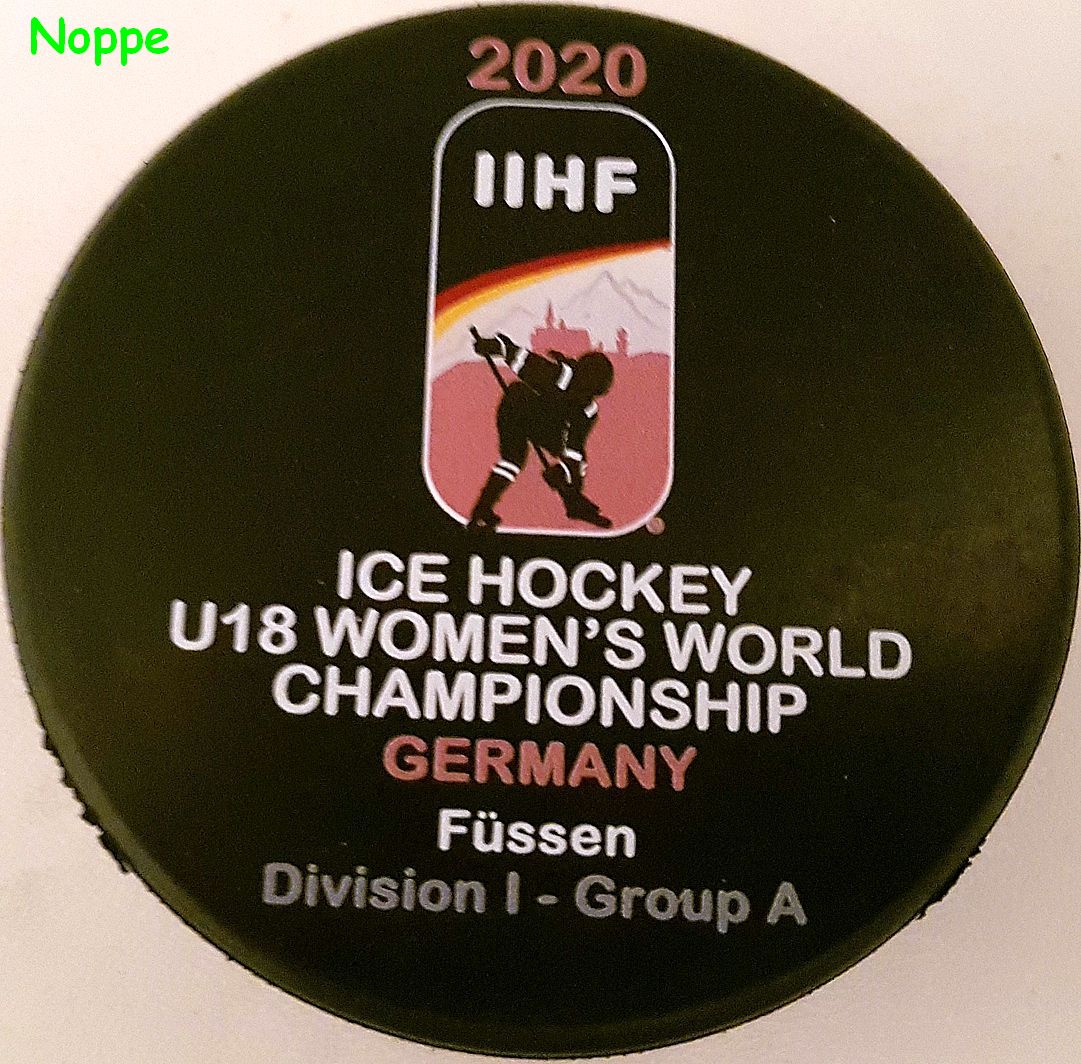 Noppe
2020
IIHF
ICE HOCKEY
U18 WOMEN'S WORLD
CHAMPIONSHIP
GERMANY
Füssen
Division I - Group A